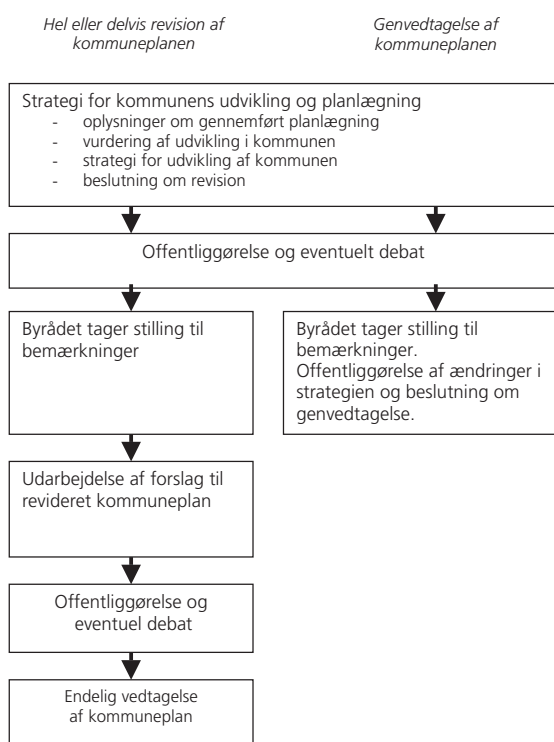 Hel eller delvis revision af
kommuneplanen
Genvedtagelse af
kommuneplanen
Strategi for kommunens udvikling og planlægning
- oplysninger om gennemført planlægning
- vurdering af udvikling i kommunen
- strategi for udvikling af kommunen
- beslutning om revision
Offentliggørelse og eventuelt debat
Byrådet tager stilling til
bemærkninger
Byrådet tager stilling til
bemærkninger.
Offentliggørelse af ændringer i
strategien og beslutning om
genvedtagelse.
Udarbejdelse af forslag til
revideret kommuneplan
Offentliggørelse og
eventuel debat
Endelig vedtagelse
af kommuneplan